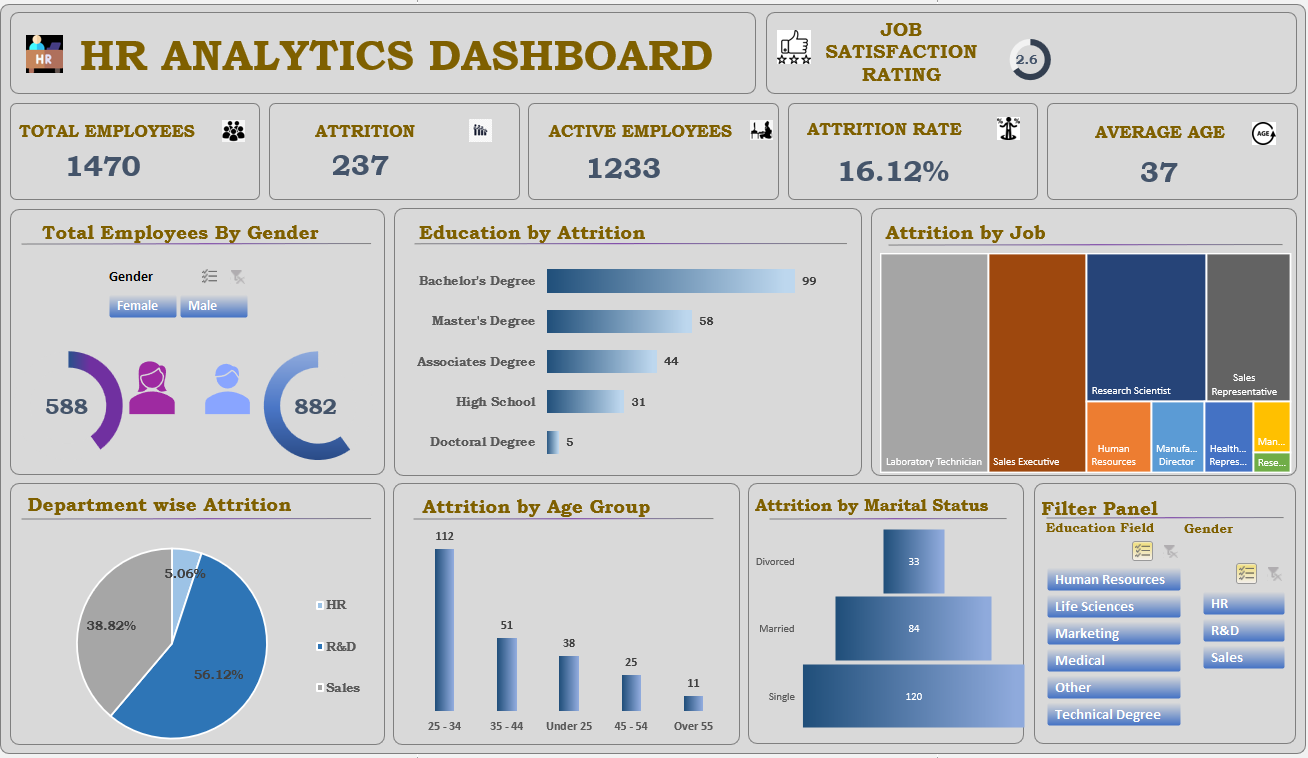 HR
HR ANALYTICS DASHBOARD
JOB
SATISFACTION
RATING
2.6
TOTAL EMPLOYEES
1470
ATTRITION
237
ACTIVE EMPLOYEES
1233
ATTRITION RATE
16.12%
AVERAGE AGE
AGE
37
Total Employees By Gender
Gender
Female
Male
588
882
Education by Attrition
Bachelor's Degree
99
Master's Degree
58
Associates Degree
44
High School
31
Doctoral Degree
5
Attrition by Job
Laboratory Technician
Sales Executive
Research Scientist
Sales
Representative
Human
Resources
Manufa...
Director
Health...
Repres...
Man...
Rese...
Department wise Attrition
5.06%
38.82%
56.12%
HR
R&D
Sales
Attrition by Age Group
112
51
38
25
11
25 - 34
35 - 44
Under 25
45 - 54
Over 55
Attrition by Marital Status
Divorced
33
Married
84
Single
120
Filter Panel
Education Field
Gender
Human Resources
Life Sciences
Marketing
Medical
Other
Technical Degree
HR
R&D
Sales